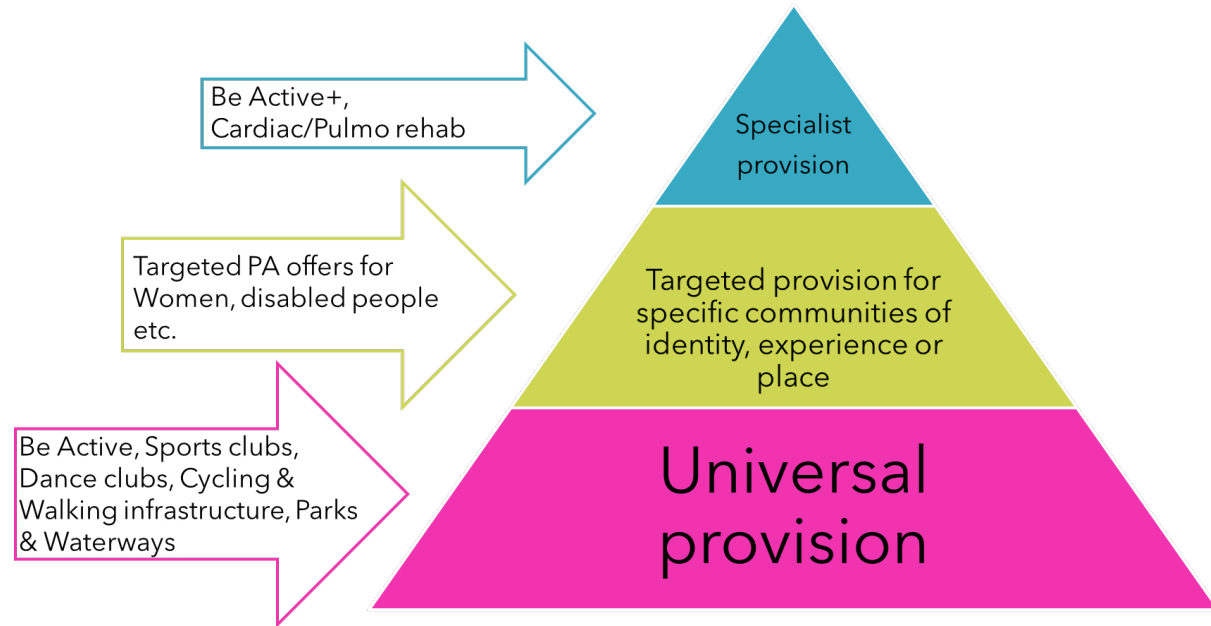 Be Active+,
Cardiac/Pulmo rehab
Specialist
provision
Targeted PA offers for
Women, disabled people
etc.
Targeted provision for
specific communities of
identity, experience or
place
Be Active, Sports clubs,
Dance clubs, Cycling &
Walking infrastructure, Parks
& Waterways
Universal
provision